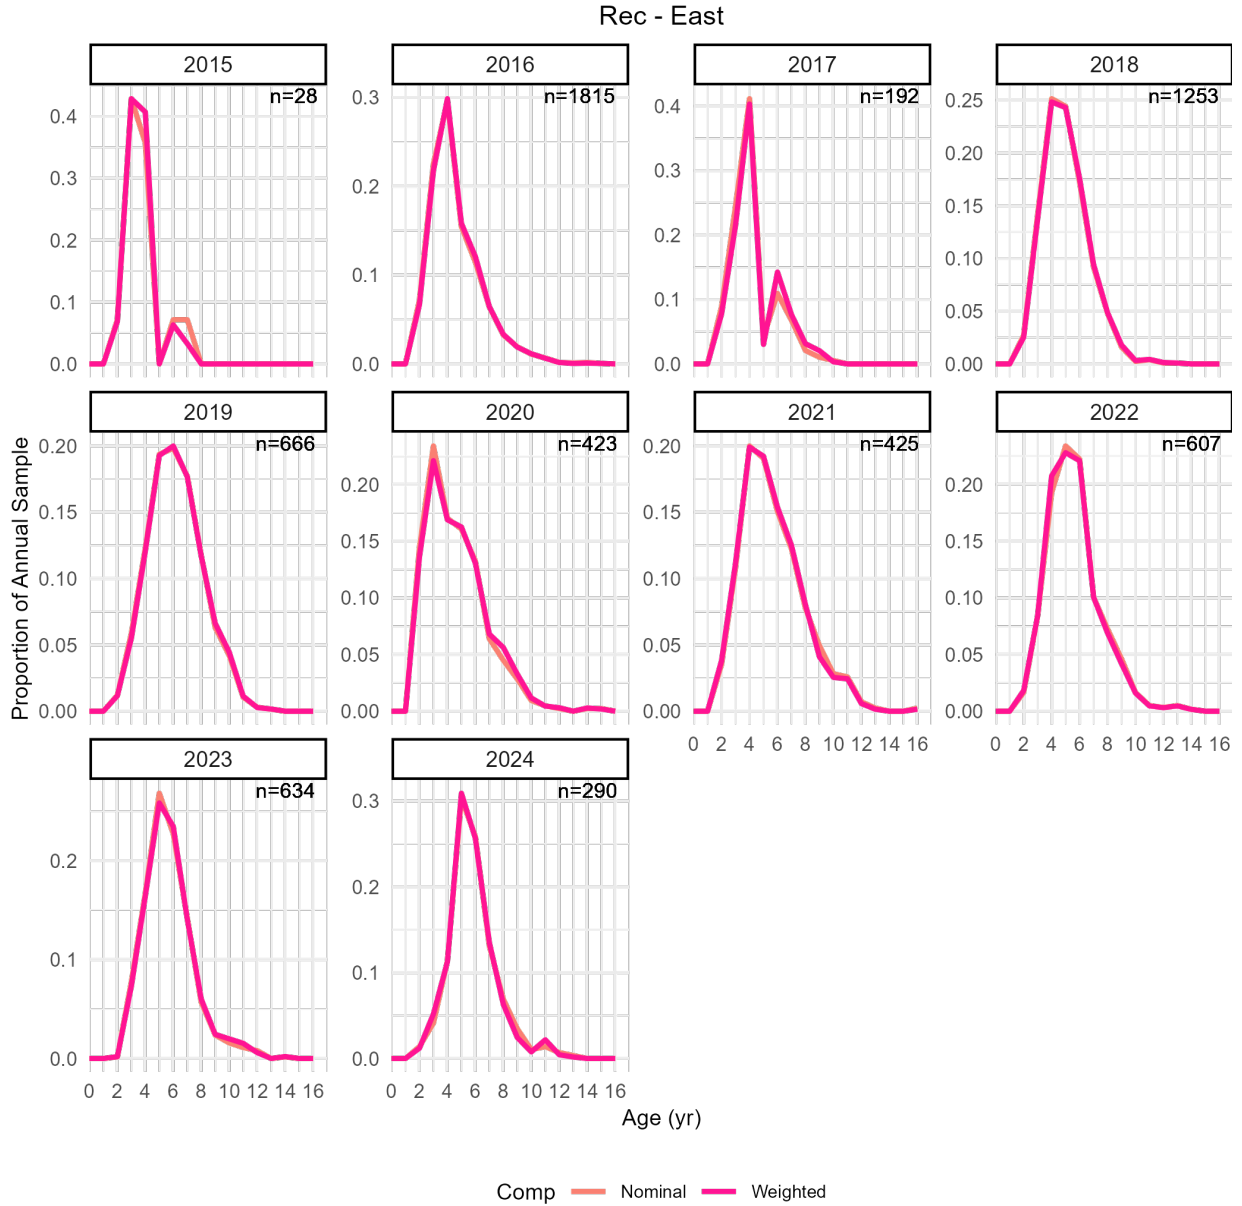 Rec - East
2015 2016 2017 2018
n=28 n=1815 n=192 n=1253
0.4 0.3 0.2 0.1 0.0
0.3 0.2 0.1 0.0
0.4 0.3 0.2 0.1 0.0
0.25 0.20 0.15 0.10 0.05 0.00
2019 2020 2021 2022
n=666 n=423 n=425 n=607
0.20 0.15 0.10 0.05 0.00
0.20 0.15 0.10 0.05 0.00
0.20 0.15 0.10 0.05 0.00
0.20 0.15 0.10 0.05 0.00
0 2 4 6 8 10 12 14 16
0 2 4 6 8 10 12 14 16
Proportion of Annual Sample
2023 2024
n=634 n=290
0.2 0.1 0.0
0.3 0.2 0.1 0.0
0 2 4 6 8 10 12 14 16
0 2 4 6 8 10 12 14 16
Age (yr)
Comp Nominal Weighted